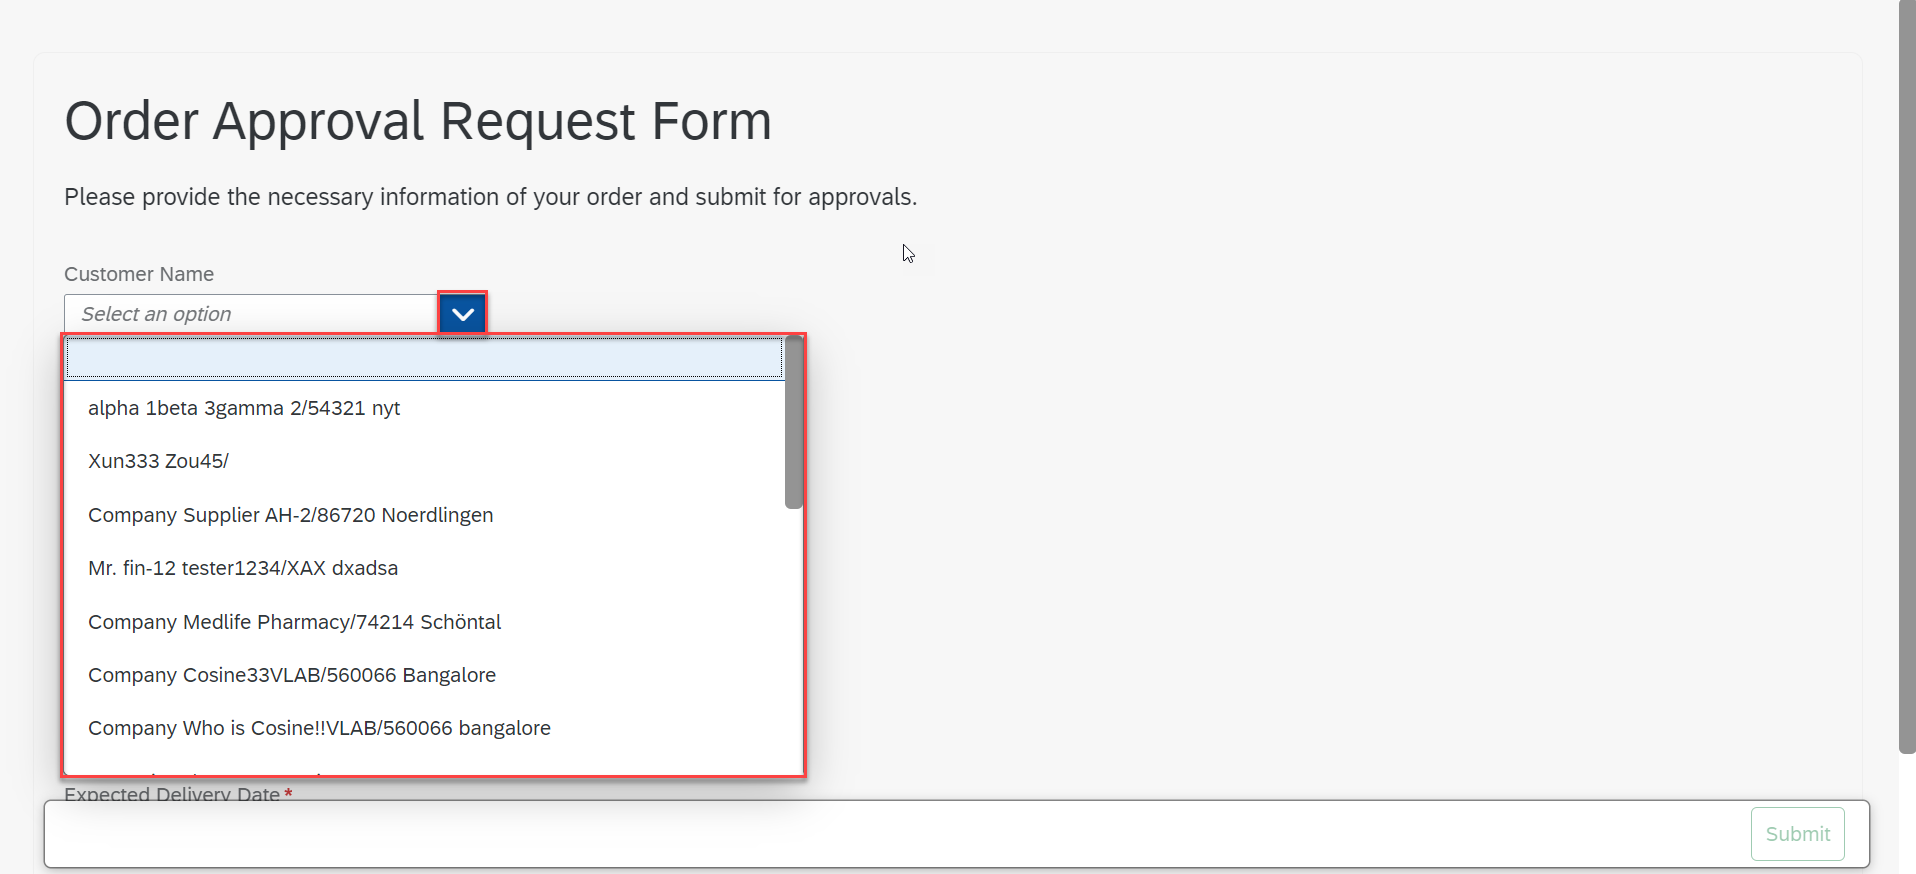 Order Approval Request Form
Please provide the necessary information of your order and submit for approvals.
Customer Name
Select an option
alpha 1beta 3gamma 2/54321 nyt
Xun333 Zou45/
Company Supplier AH-2/86720 Noerdlingen
Mr. fin-12 tester1234/XAX dxadsa
Company Medlife Pharmacy/74214 Schöntal
Company Cosine33VLAB/560066 Bangalore
Company Who is Cosine!!VLAB/560066 bangalore
Expected Delivery Date *
Submit